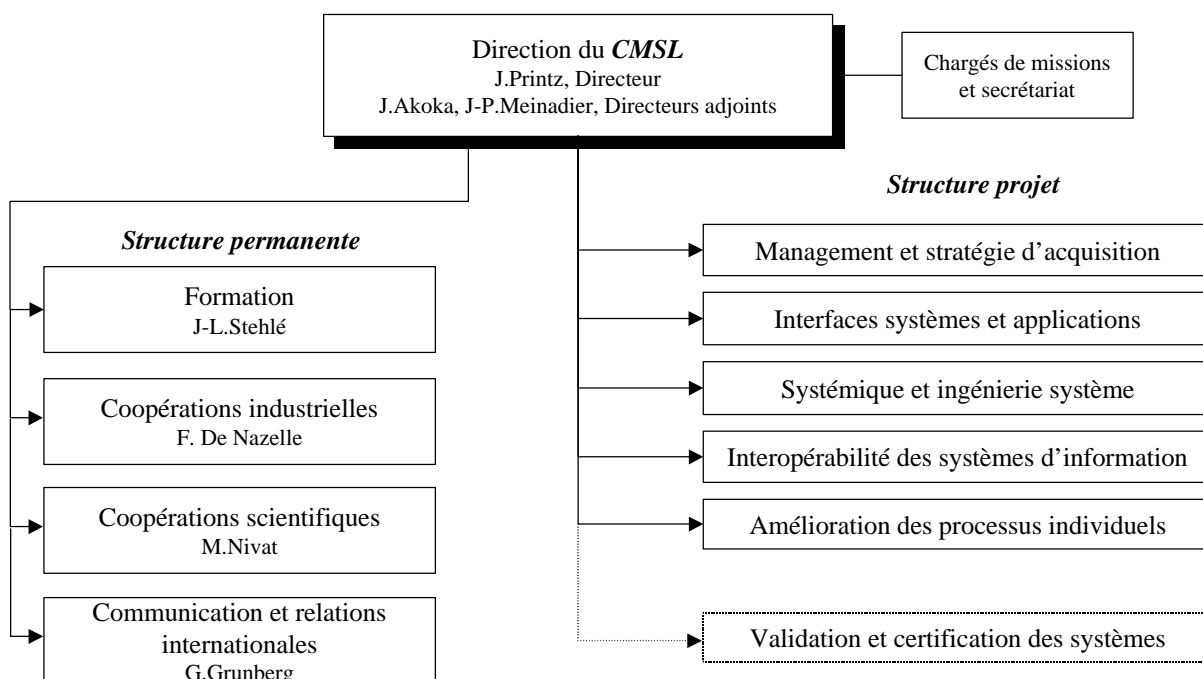 Direction du CMSL
J.Printz, Directeur
J.Akoka, J-P.Meinadier, Directeurs adjoints
Chargés de missions
et secrétariat
Structure permanente
Formation
J-L.Stehlé
Coopérations industrielles
F. De Nazelle
Coopérations scientifiques
M.Nivat
Communication et relations
internationales
G.Grunberg
Structure projet
Management et stratégie d’acquisition
Interfaces systèmes et applications
Systémique et ingénierie système
Interopérabilité des systèmes d’information
Amélioration des processus individuels
Validation et certification des systèmes